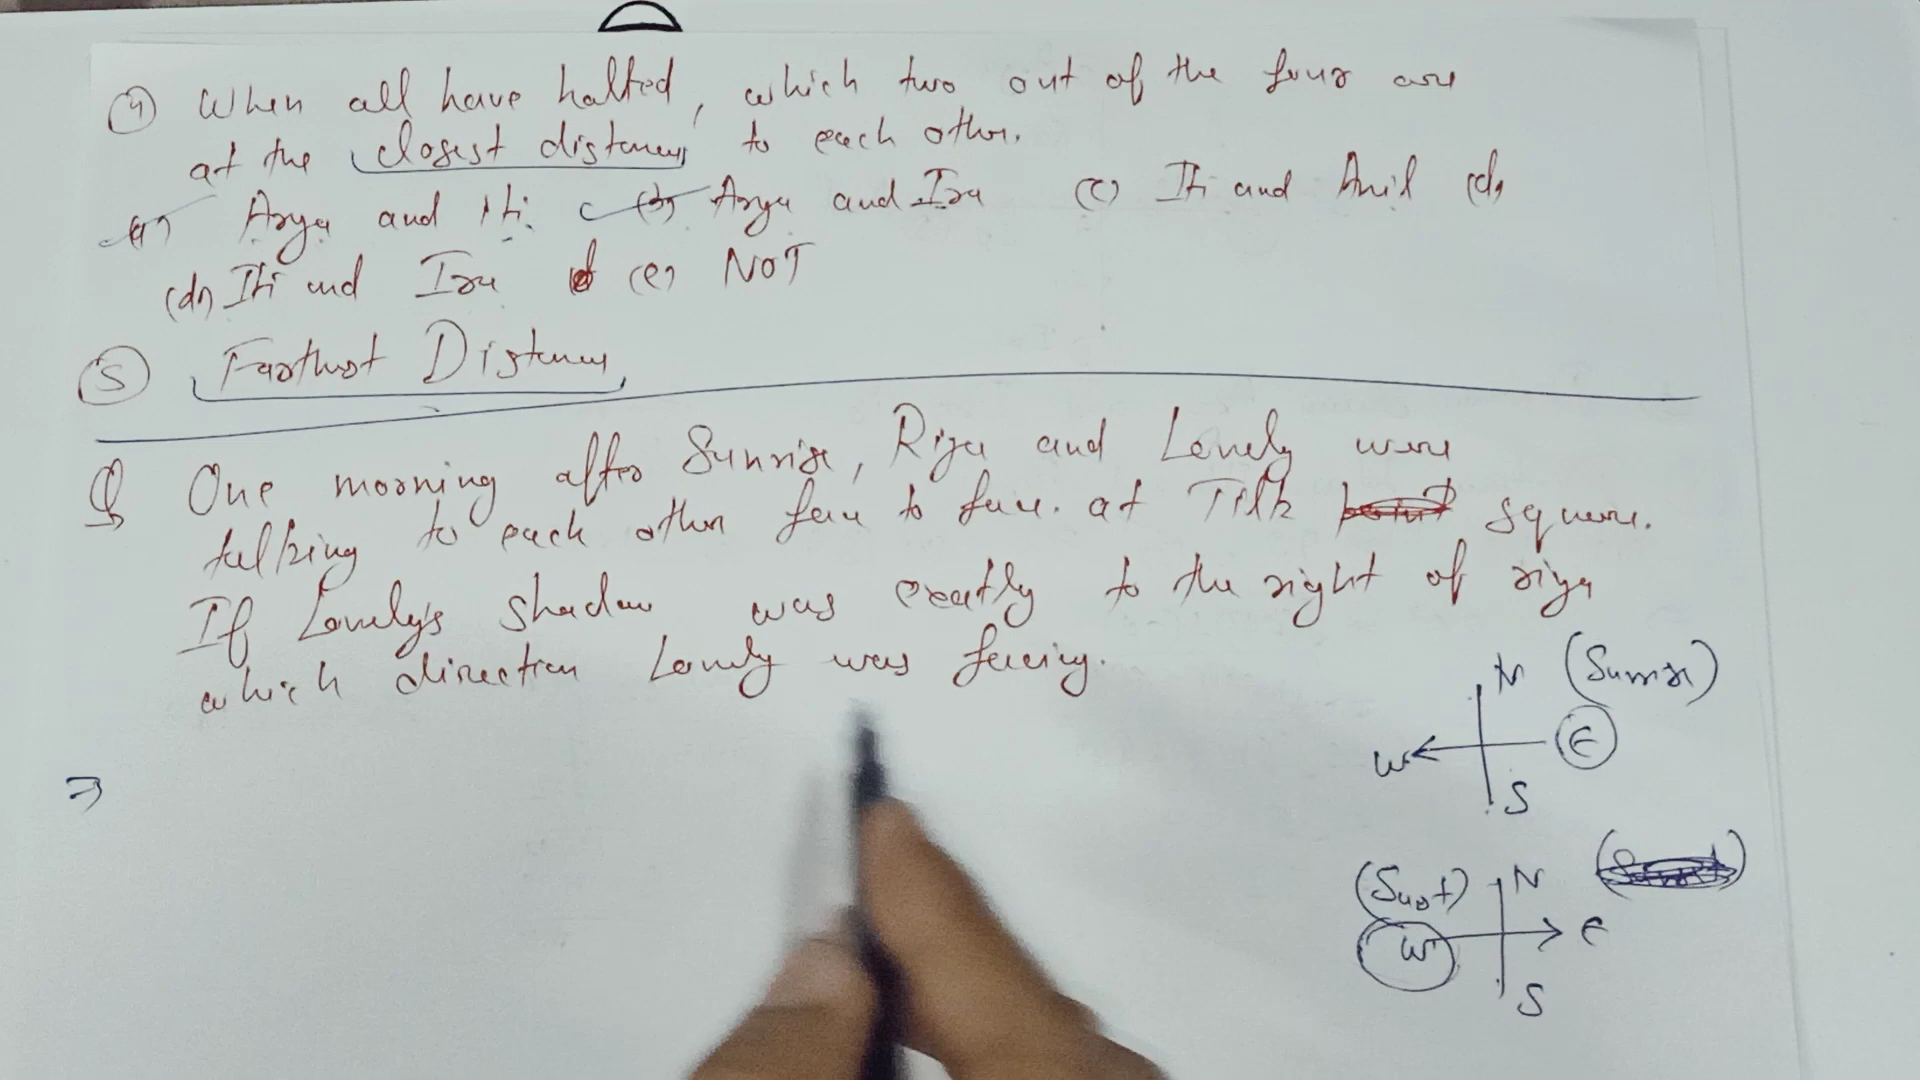 (4) When all have halted, which two out of the four are
at the closest distance to each other.
(a) Arya and Iti (b) Arya and Ira (c) Iti and Anil (d)
(d) Iti and Ira (e) NOT
(5) Farthest Distance
Q One morning after Sunrise, Riya and Lovely were
talking to each other face to face. at Tilk square.
If Lovely's shadow was exactly to the right of riya
which direction Lovely was facing.
N (Sunrise)
W E
S
⇒
(Sunset) N
W E
S